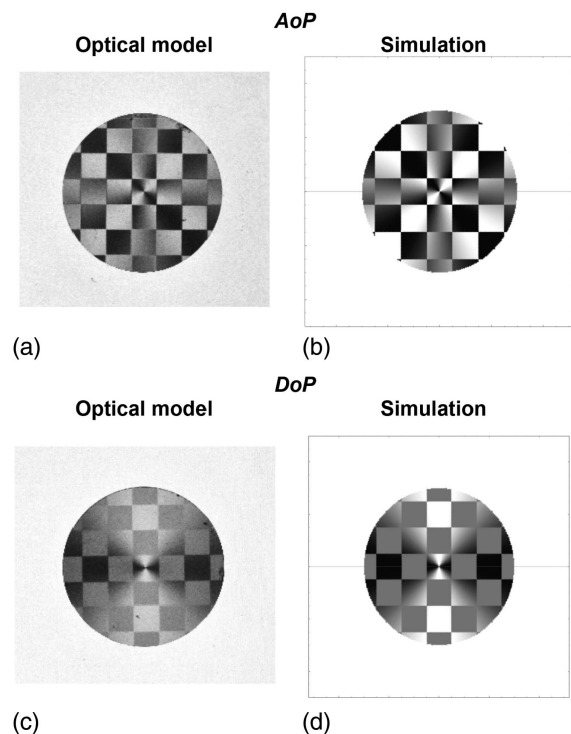 AoP
Optical model Simulation
(a) (b)
DoP
Optical model Simulation
(c) (d)